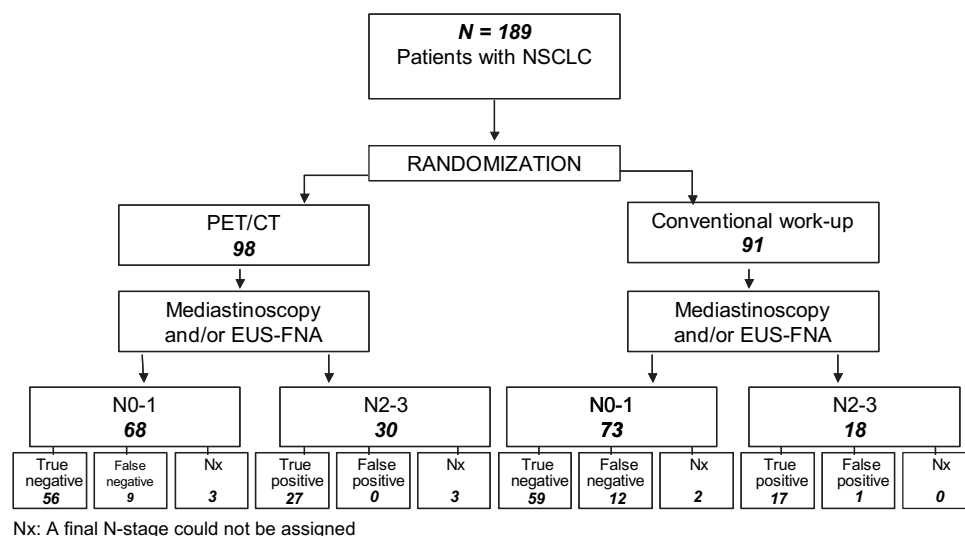 N = 189
Patients with NSCLC
RANDOMIZATION
PET/CT
98
Conventional work-up
91
Mediastinoscopy
and/or EUS-FNA
Mediastinoscopy
and/or EUS-FNA
N0-1
68
N2-3
30
N0-1
73
N2-3
18
True
negative
56
False
negative
9
Nx
3
True
positive
27
False
positive
0
Nx
3
True
negative
59
False
negative
12
Nx
2
True
positive
17
False
positive
1
Nx
0
Nx: A final N-stage could not be assigned